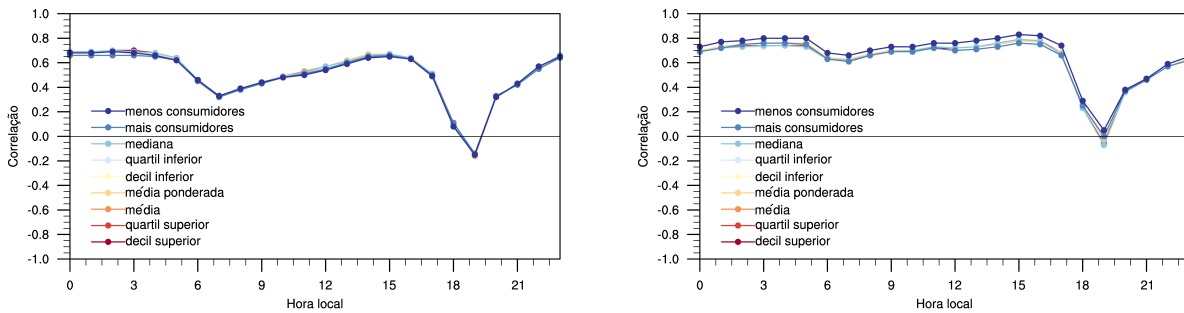 1.0
0.8
0.6
0.4
0.2
0.0
-0.2
-0.4
-0.6
-0.8
-1.0
Correlação
menos consumidores
mais consumidores
mediana
quartil inferior
decil inferior
média ponderada
média
quartil superior
decil superior
0 3 6 9 12 15 18 21
Hora local
1.0
0.8
0.6
0.4
0.2
0.0
-0.2
-0.4
-0.6
-0.8
-1.0
Correlação
menos consumidores
mais consumidores
mediana
quartil inferior
decil inferior
média ponderada
média
quartil superior
decil superior
0 3 6 9 12 15 18 21
Hora local